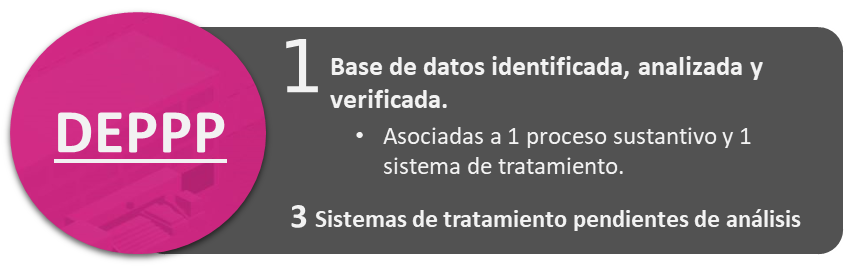 DEPPP
1 Base de datos identificada, analizada y
verificada.
• Asociadas a 1 proceso sustantivo y 1
sistema de tratamiento.
3 Sistemas de tratamiento pendientes de análisis